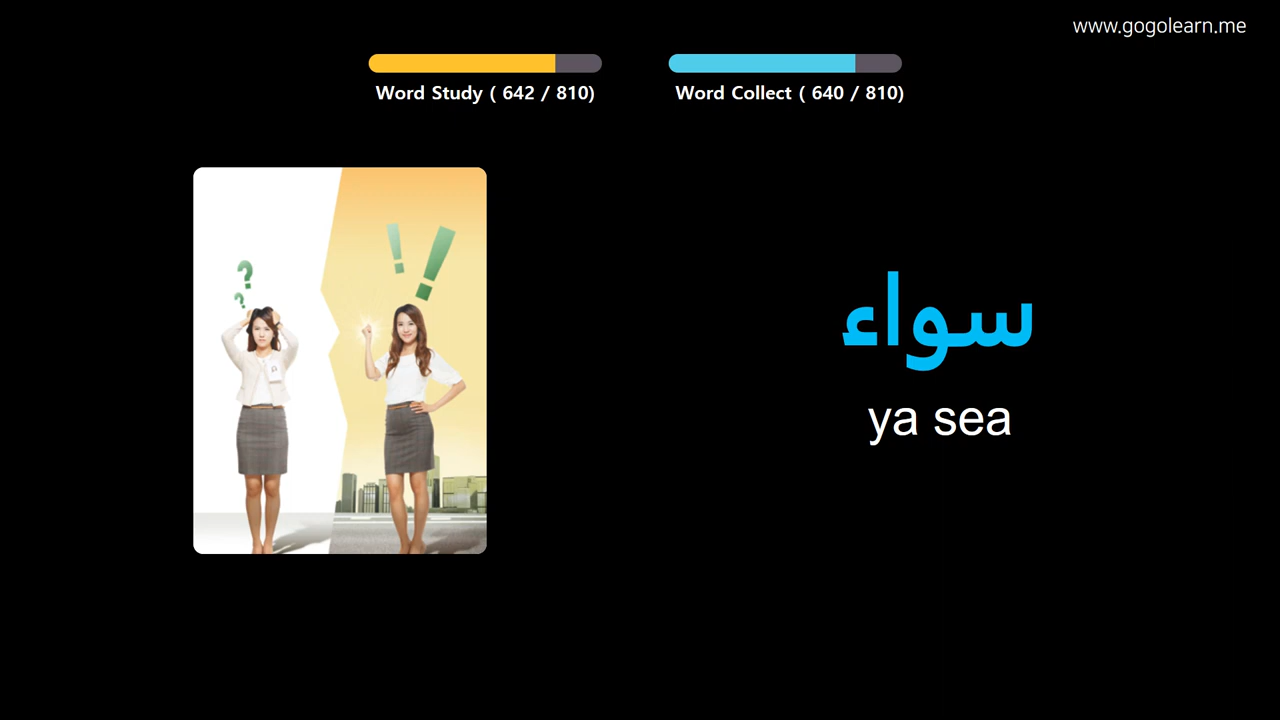 www.gogolearn.me
Word Study ( 642 / 810)
Word Collect ( 640 / 810)
? ?
! !
سواء
ya sea